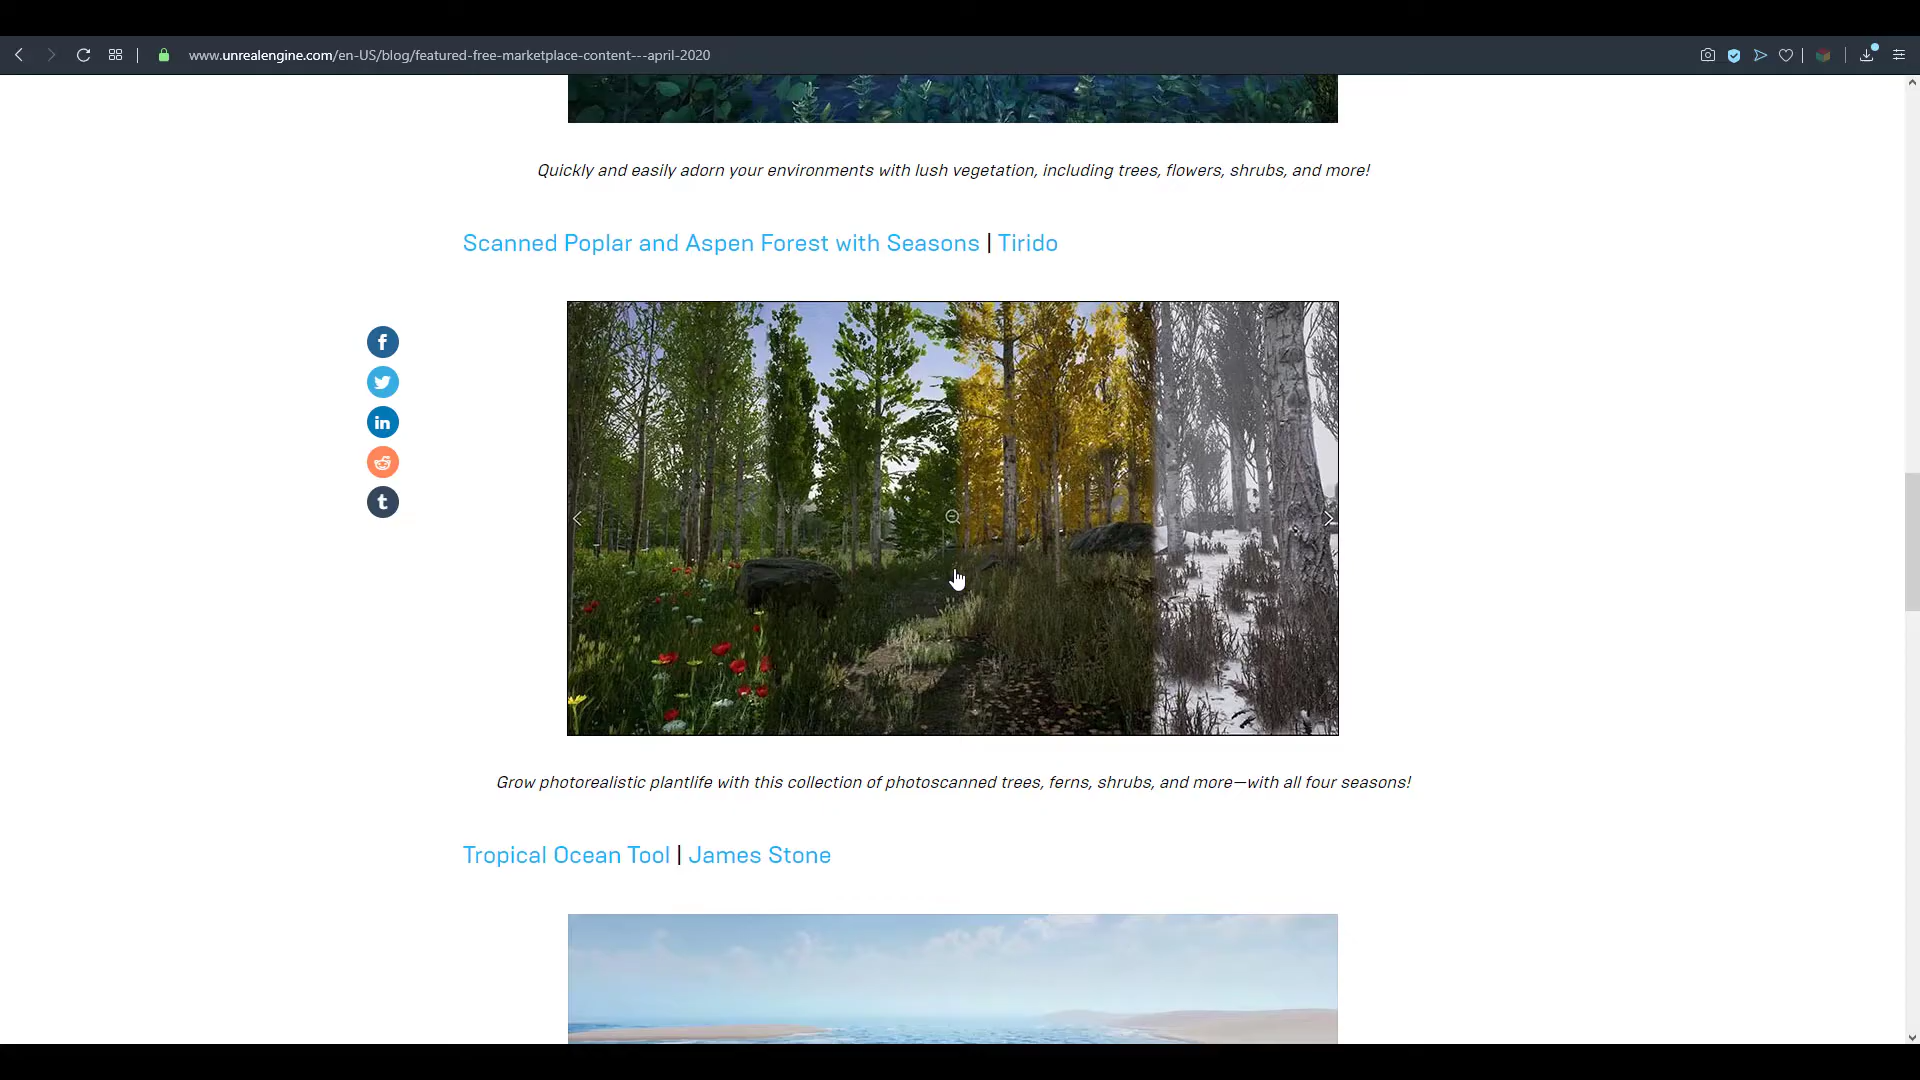 www.unrealengine.com/en-US/blog/featured-free-marketplace-content---april-2020
Quickly and easily adorn your environments with lush vegetation, including trees, flowers, shrubs, and more!
Scanned Poplar and Aspen Forest with Seasons | Tirido
Grow photorealistic plantlife with this collection of photoscanned trees, ferns, shrubs, and more—with all four seasons!
Tropical Ocean Tool | James Stone